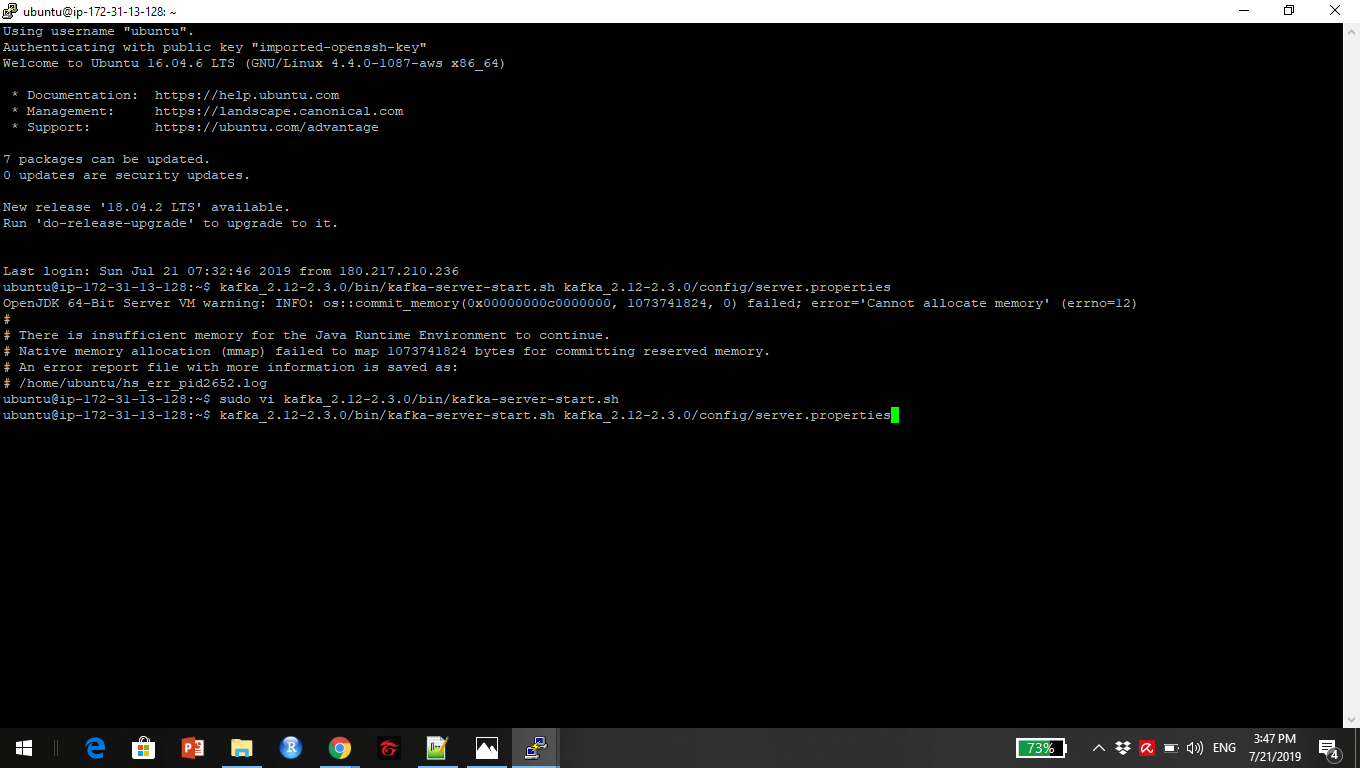 ubuntu@ip-172-31-13-128: ~
Using username "ubuntu".
Authenticating with public key "imported-openssh-key"
Welcome to Ubuntu 16.04.6 LTS (GNU/Linux 4.4.0-1087-aws x86_64)
* Documentation:  https://help.ubuntu.com
* Management:     https://landscape.canonical.com
* Support:        https://ubuntu.com/advantage
7 packages can be updated.
0 updates are security updates.
New release '18.04.2 LTS' available.
Run 'do-release-upgrade' to upgrade to it.
Last login: Sun Jul 21 07:32:46 2019 from 180.217.210.236
ubuntu@ip-172-31-13-128:~$ kafka_2.12-2.3.0/bin/kafka-server-start.sh kafka_2.12-2.3.0/config/server.properties
OpenJDK 64-Bit Server VM warning: INFO: os::commit_memory(0x00000000c0000000, 1073741824, 0) failed; error='Cannot allocate memory' (errno=12)
#
# There is insufficient memory for the Java Runtime Environment to continue.
# Native memory allocation (mmap) failed to map 1073741824 bytes for committing reserved memory.
# An error report file with more information is saved as:
# /home/ubuntu/hs_err_pid2652.log
ubuntu@ip-172-31-13-128:~$ sudo vi kafka_2.12-2.3.0/bin/kafka-server-start.sh
ubuntu@ip-172-31-13-128:~$ kafka_2.12-2.3.0/bin/kafka-server-start.sh kafka_2.12-2.3.0/config/server.properties
73%
ENG
3:47 PM
7/21/2019
4